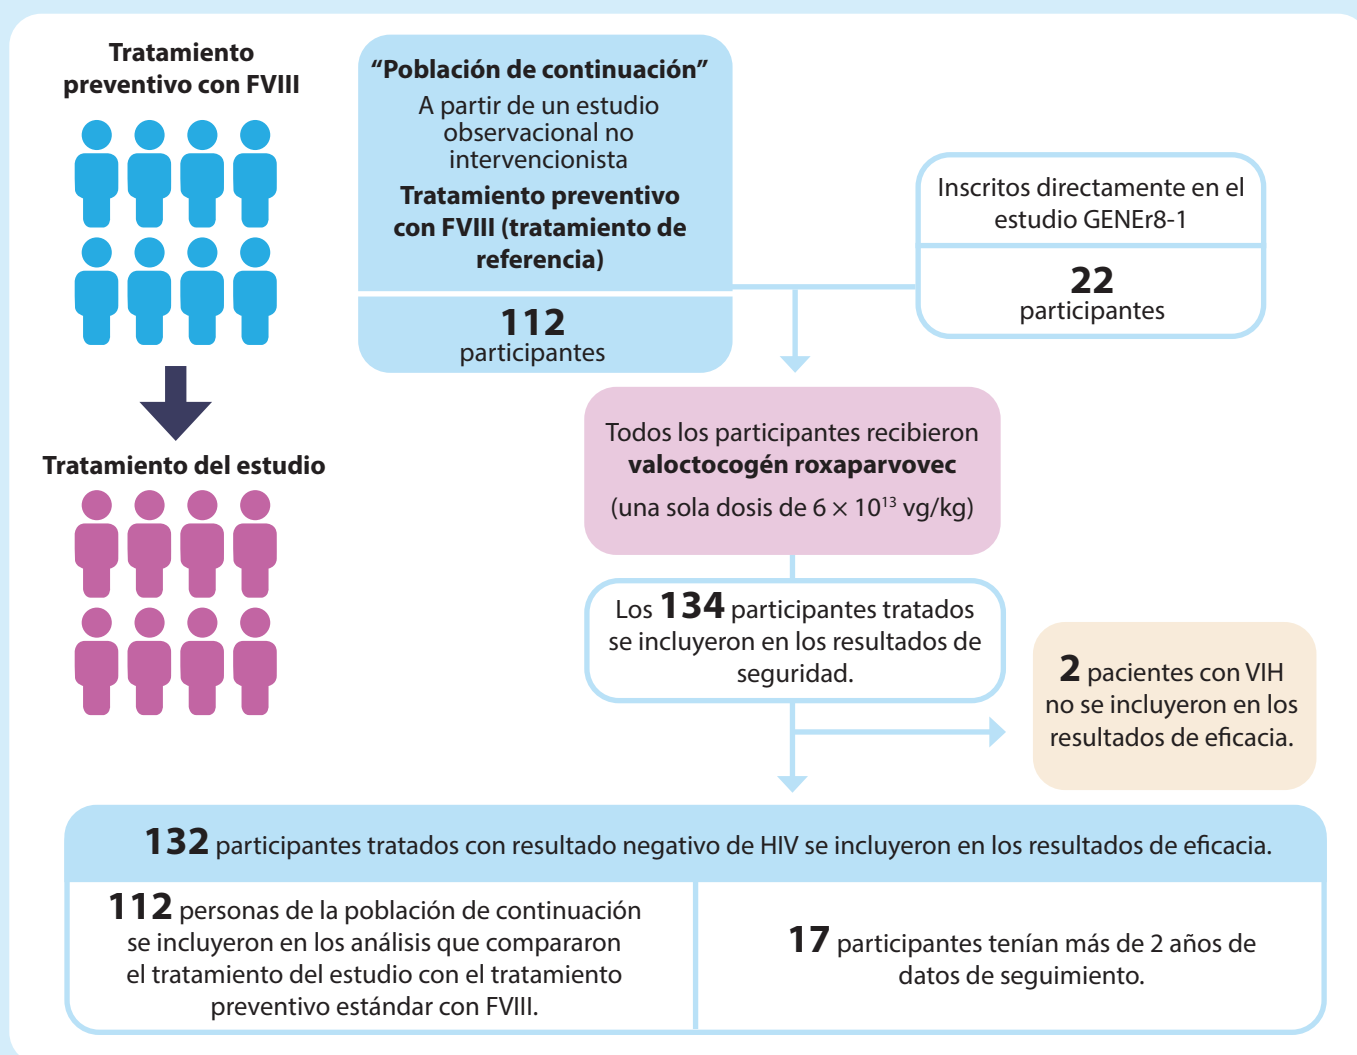 Tratamiento
preventivo con FVIII
Tratamiento del estudio
“Población de continuación”
A partir de un estudio
observacional no
intervencionista
Tratamiento preventivo
con FVIII (tratamiento de
referencia)
112
participantes
Inscritos directamente en el
estudio GENEr8-1
22
participantes
Todos los participantes recibieron
valoctocogén roxaparvovec
(una sola dosis de 6 × 10¹³ vg/kg)
Los 134 participantes tratados
se incluyeron en los resultados de
seguridad.
2 pacientes con VIH
no se incluyeron en los
resultados de eficacia.
132 participantes tratados con resultado negativo de HIV se incluyeron en los resultados de eficacia.
112 personas de la población de continuación
se incluyeron en los análisis que compararon
el tratamiento del estudio con el tratamiento
preventivo estándar con FVIII.
17 participantes tenían más de 2 años de
datos de seguimiento.